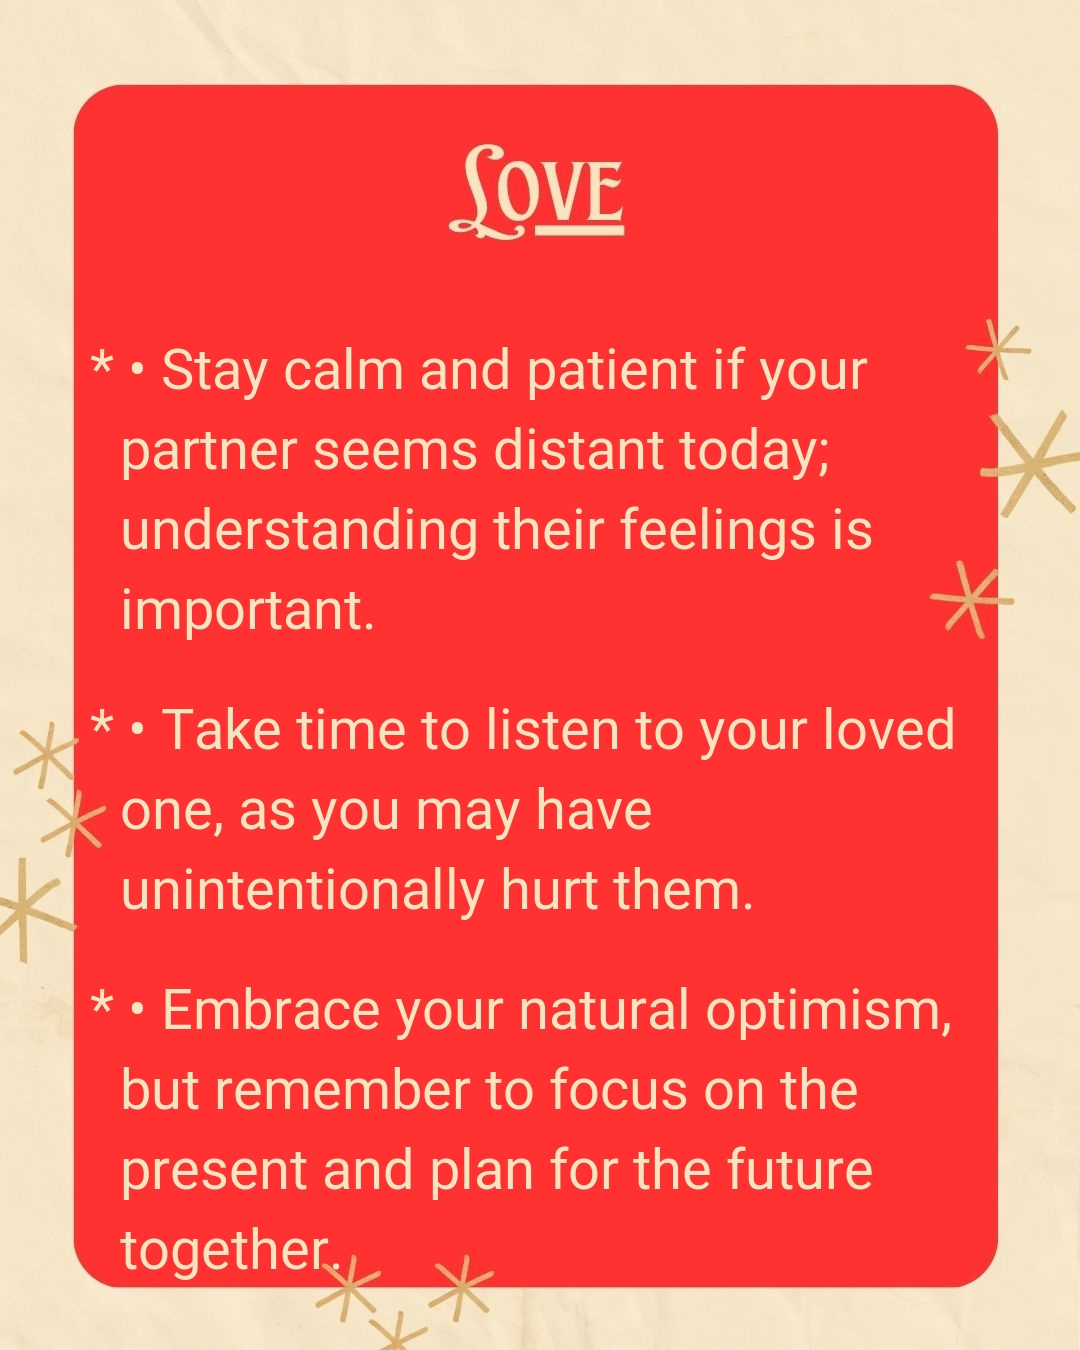 Love
* • Stay calm and patient if your
partner seems distant today;
understanding their feelings is
important.
* • Take time to listen to your loved
one, as you may have
unintentionally hurt them.
* • Embrace your natural optimism,
but remember to focus on the
present and plan for the future
together.